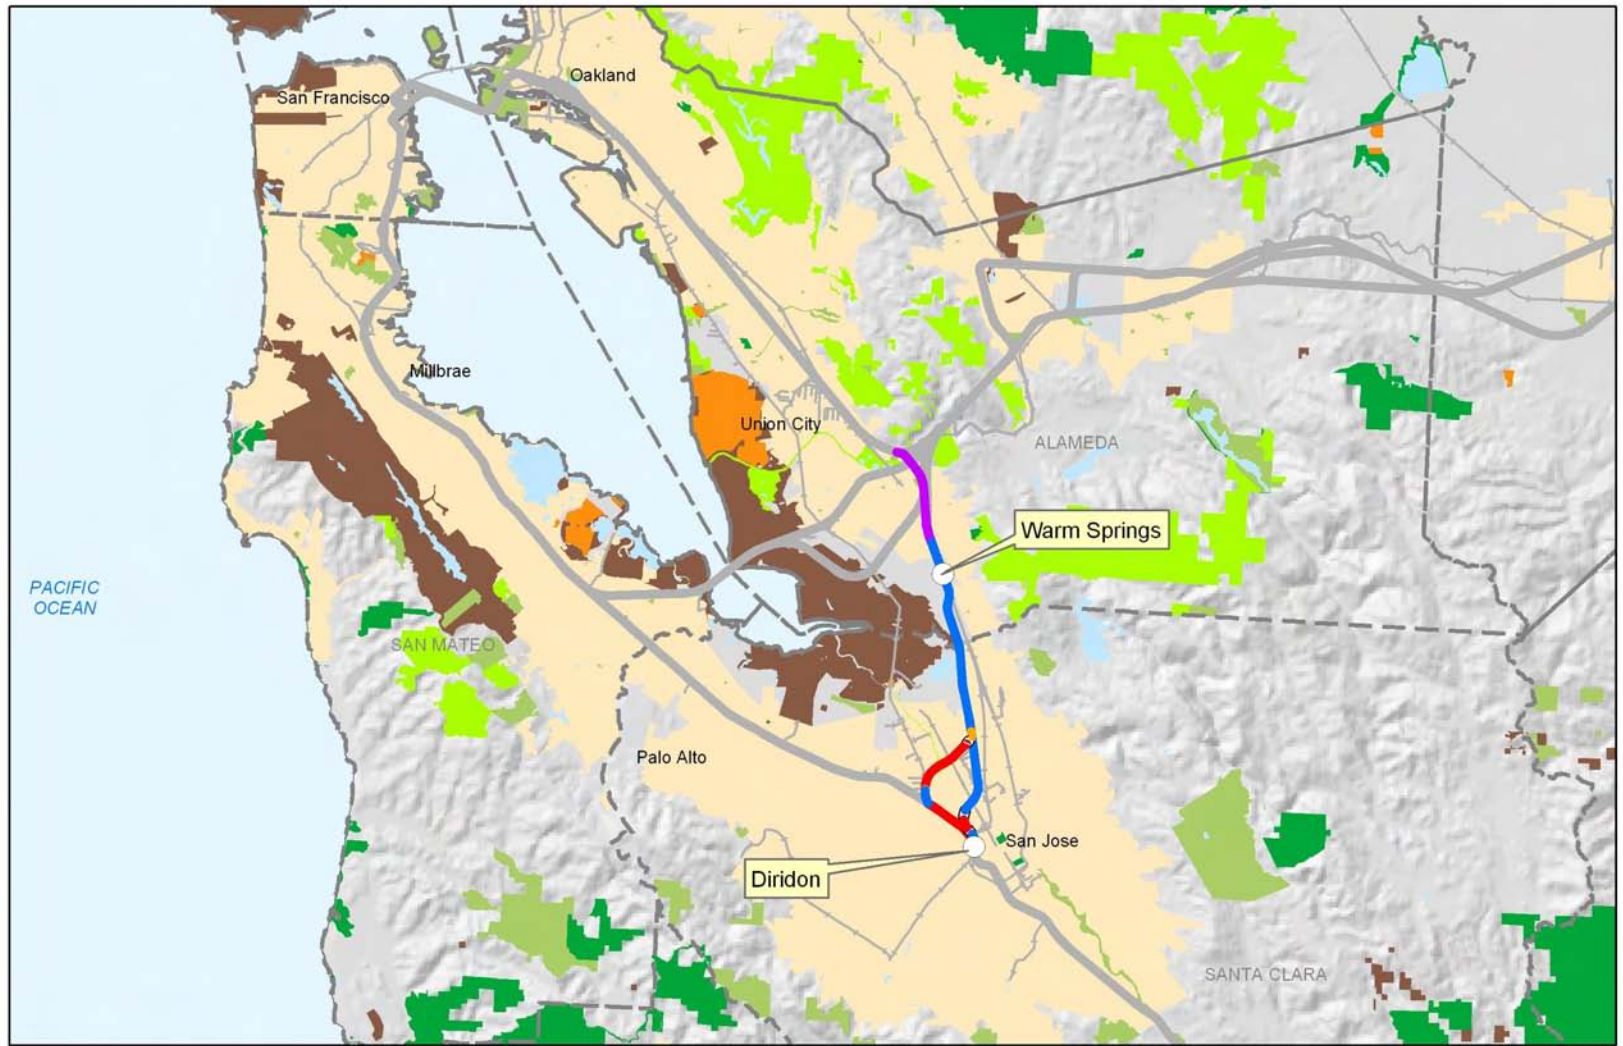 Oakland
San Francisco
Millbrae
Union City
ALAMEDA
Warm Springs
PACIFIC
OCEAN
SAN MATEO
Palo Alto
San Jose
Diridon
SANTA CLARA